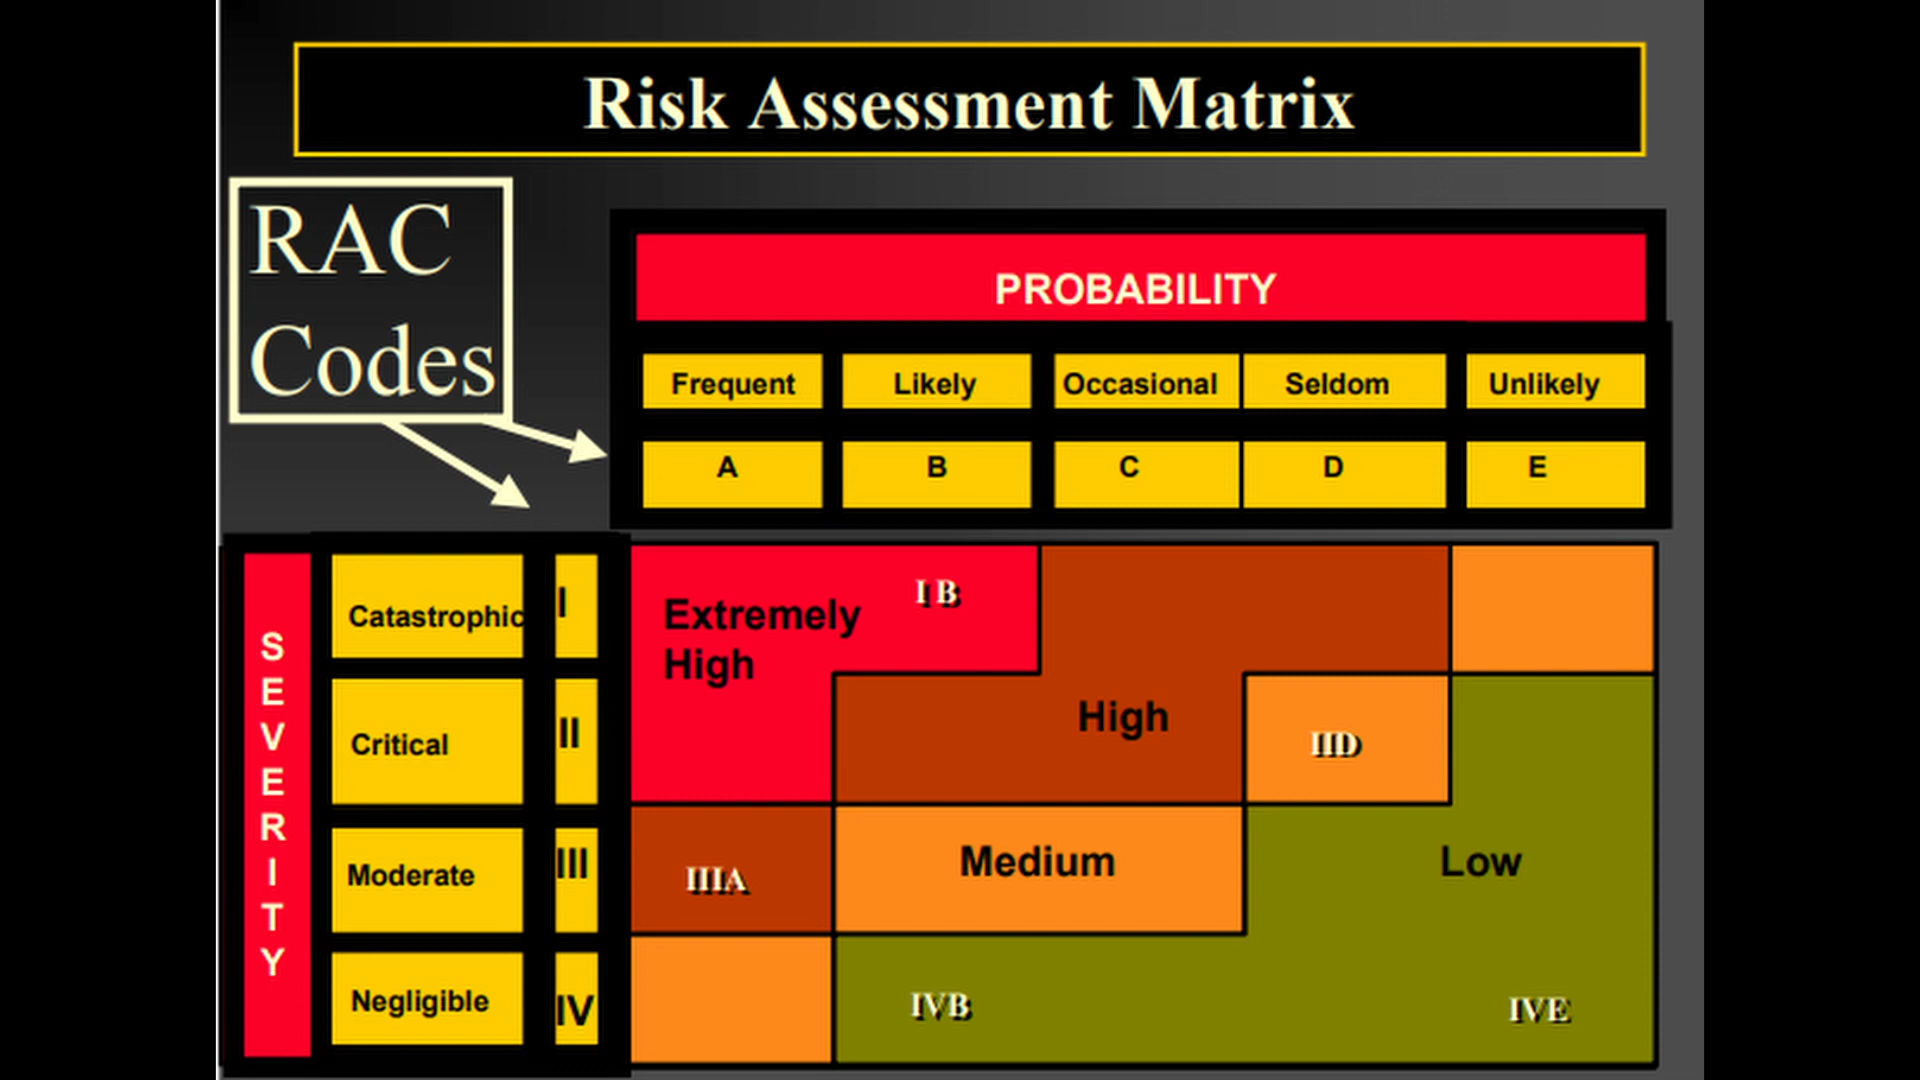 Risk Assessment Matrix
RAC
Codes
PROBABILITY
Frequent Likely Occasional Seldom Unlikely
A B C D E
SEVERITY
Catastrophic I
Critical II
Moderate III
Negligible IV
Extremely
High
I B
High
IID
IIIA
Medium
Low
IVB
IVE